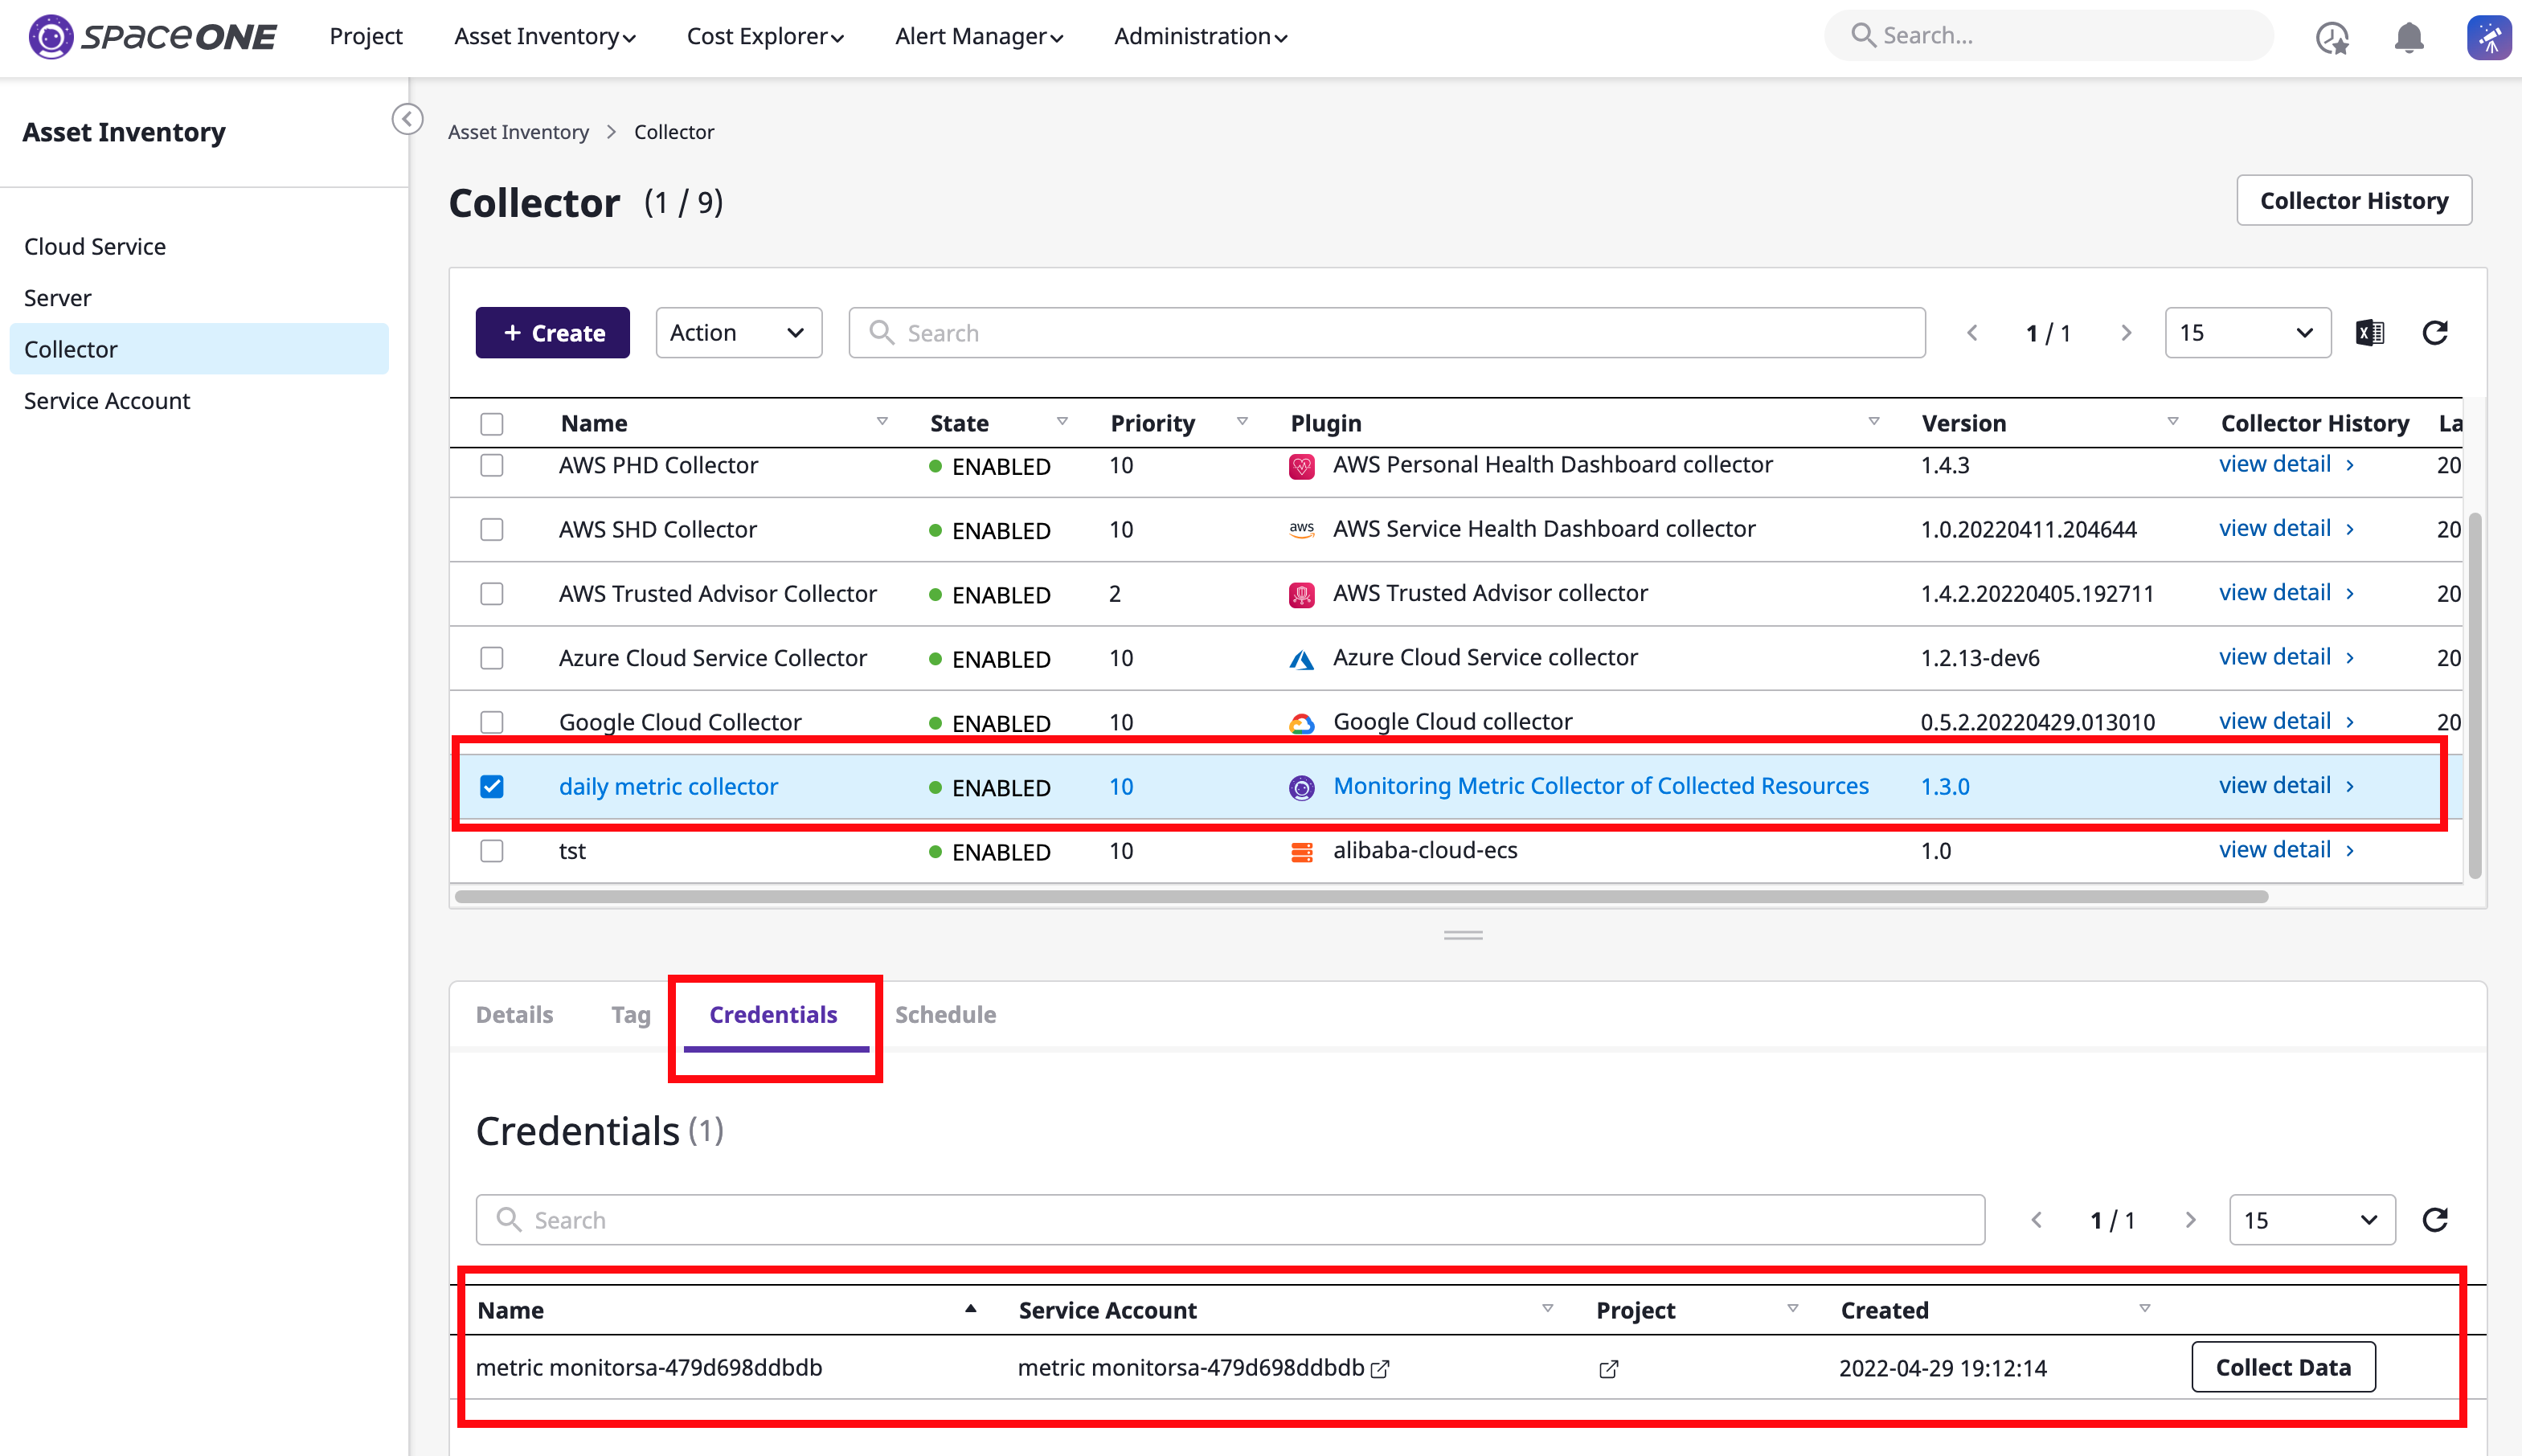 spaceONE Project Asset Inventory Cost Explorer Alert Manager Administration Search...
Asset Inventory
Cloud Service
Server
Collector
Service Account
Asset Inventory > Collector
Collector (1 / 9)
Collector History
+ Create Action Search 1 / 1 15
Name State Priority Plugin Version Collector History La
AWS PHD Collector ENABLED 10 AWS Personal Health Dashboard collector 1.4.3 view detail > 20
AWS SHD Collector ENABLED 10 aws AWS Service Health Dashboard collector 1.0.20220411.204644 view detail > 20
AWS Trusted Advisor Collector ENABLED 2 AWS Trusted Advisor collector 1.4.2.20220405.192711 view detail > 20
Azure Cloud Service Collector ENABLED 10 Azure Cloud Service collector 1.2.13-dev6 view detail > 20
Google Cloud Collector ENABLED 10 Google Cloud collector 0.5.2.20220429.013010 view detail > 20
daily metric collector ENABLED 10 Monitoring Metric Collector of Collected Resources 1.3.0 view detail >
tst ENABLED 10 alibaba-cloud-ecs 1.0 view detail >
Details Tag Credentials Schedule
Credentials (1)
Search 1 / 1 15
Name Service Account Project Created
metric monitorsa-479d698ddbdb metric monitorsa-479d698ddbdb 2022-04-29 19:12:14 Collect Data